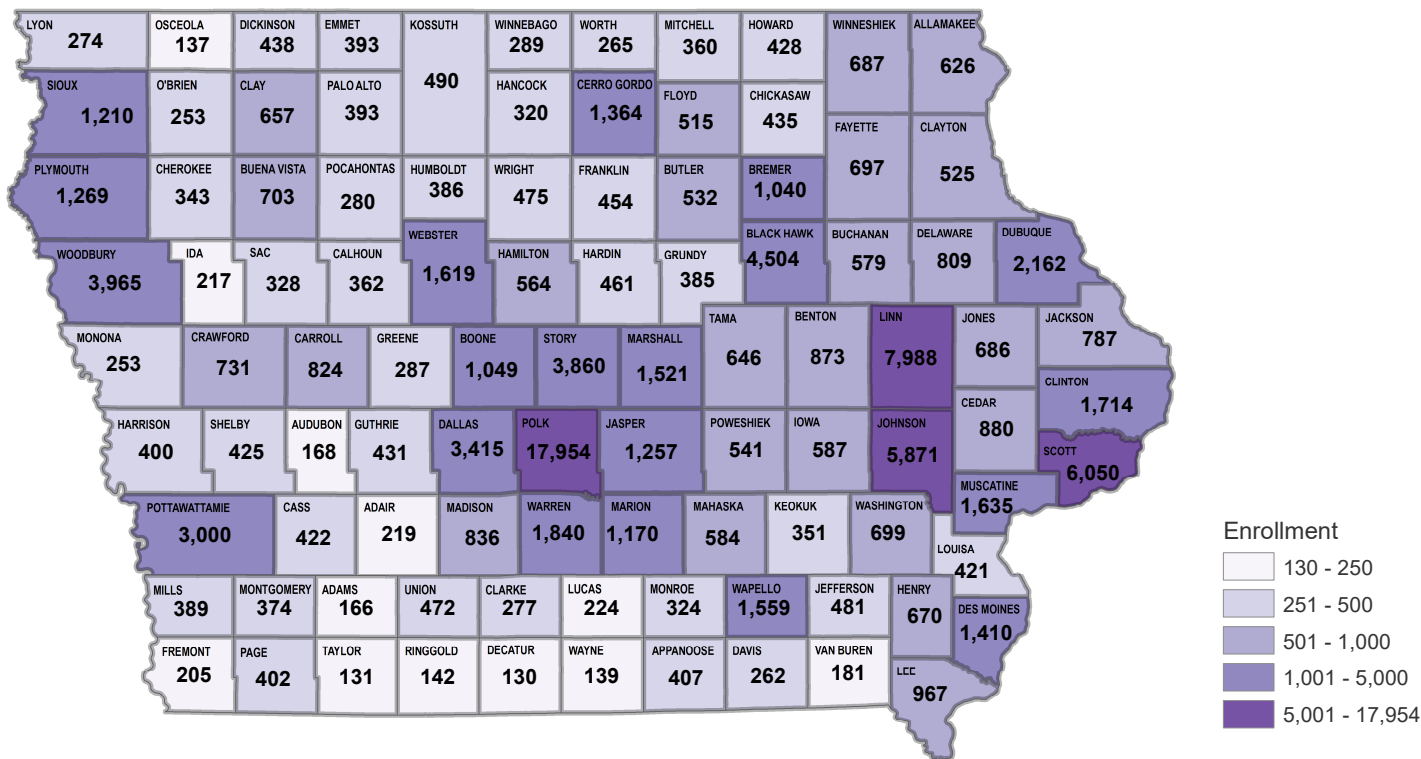 LYON
274
OSCEOLA
137
DICKINSON
438
EMMET
393
KOSSUTH
490
WINNEBAGO
289
WORTH
265
MITCHELL
360
HOWARD
428
WINNESHIEK
687
ALLAMAKEE
626
SIOUX
1,210
O'BRIEN
253
CLAY
657
PALO ALTO
393
HANCOCK
320
CERRO GORDO
1,364
FLOYD
515
CHICKASAW
435
FAYETTE
697
CLAYTON
525
PLYMOUTH
1,269
CHEROKEE
343
BUENA VISTA
703
POCAHONTAS
280
HUMBOLDT
386
WRIGHT
475
FRANKLIN
454
BUTLER
532
BREMER
1,040
WOODBURY
3,965
IDA
217
SAC
328
CALHOUN
362
WEBSTER
1,619
HAMILTON
564
HARDIN
461
GRUNDY
385
BLACK HAWK
4,504
BUCHANAN
579
DELAWARE
809
DUBUQUE
2,162
MONONA
253
CRAWFORD
731
CARROLL
824
GREENE
287
BOONE
1,049
STORY
3,860
MARSHALL
1,521
TAMA
646
BENTON
873
LINN
7,988
JONES
686
JACKSON
787
CLINTON
1,714
HARRISON
400
SHELBY
425
AUDUBON
168
GUTHRIE
431
DALLAS
3,415
POLK
17,954
JASPER
1,257
POWESHIEK
541
IOWA
587
JOHNSON
5,871
CEDAR
880
SCOTT
6,050
MUSCATINE
1,635
POTTAWATTAMIE
3,000
CASS
422
ADAIR
219
MADISON
836
WARREN
1,840
MARION
1,170
MAHASKA
584
KEOKUK
351
WASHINGTON
699
LOUISA
421
MILLS
389
MONTGOMERY
374
ADAMS
166
UNION
472
CLARKE
277
LUCAS
224
MONROE
324
WAPELLO
1,559
JEFFERSON
481
HENRY
670
DES MOINES
1,410
FREMONT
205
PAGE
402
TAYLOR
131
RINGGOLD
142
DECATUR
130
WAYNE
139
APPANOOSE
407
DAVIS
262
VAN BUREN
181
LEE
967
Enrollment
130 - 250
251 - 500
501 - 1,000
1,001 - 5,000
5,001 - 17,954